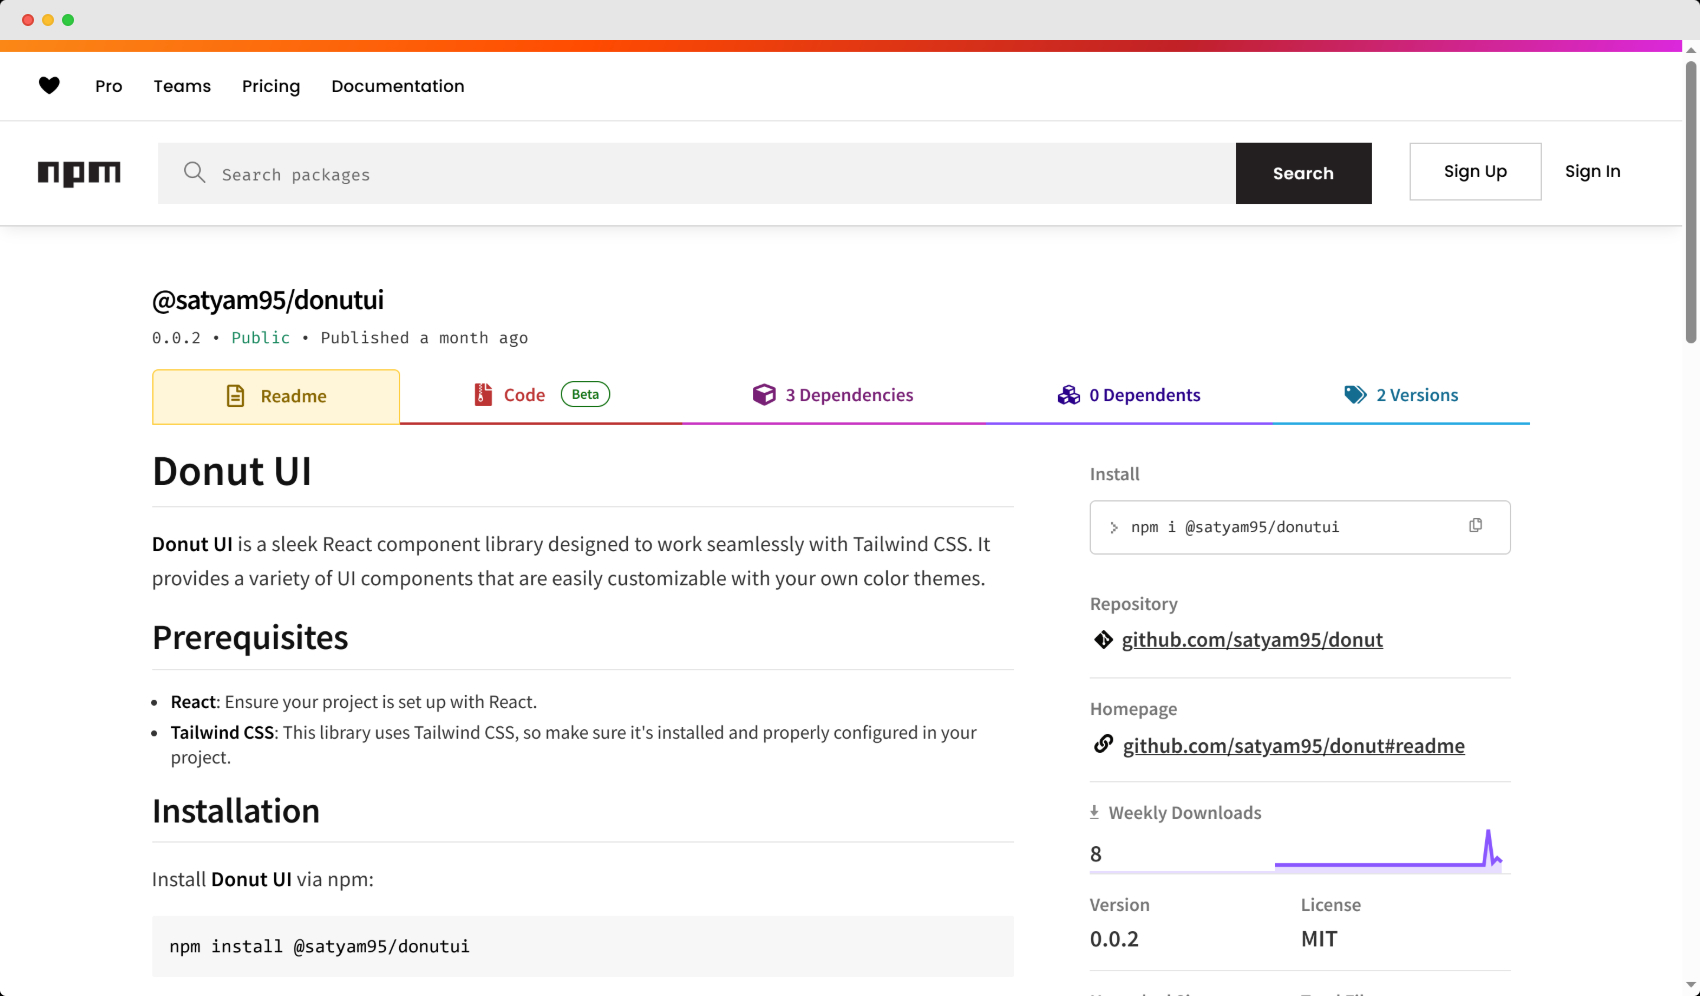 Pro Teams Pricing Documentation
npm Search packages Search Sign Up Sign In
@satyam95/donutui
0.0.2 • Public • Published a month ago
Readme Code Beta 3 Dependencies 0 Dependents 2 Versions
Donut UI
Donut UI is a sleek React component library designed to work seamlessly with Tailwind CSS. It
provides a variety of UI components that are easily customizable with your own color themes.
Prerequisites
• React: Ensure your project is set up with React.
• Tailwind CSS: This library uses Tailwind CSS, so make sure it's installed and properly configured in your
project.
Installation
Install Donut UI via npm:
npm install @satyam95/donutui
Install
npm i @satyam95/donutui
Repository
github.com/satyam95/donut
Homepage
github.com/satyam95/donut#readme
Weekly Downloads
8
Version License
0.0.2 MIT